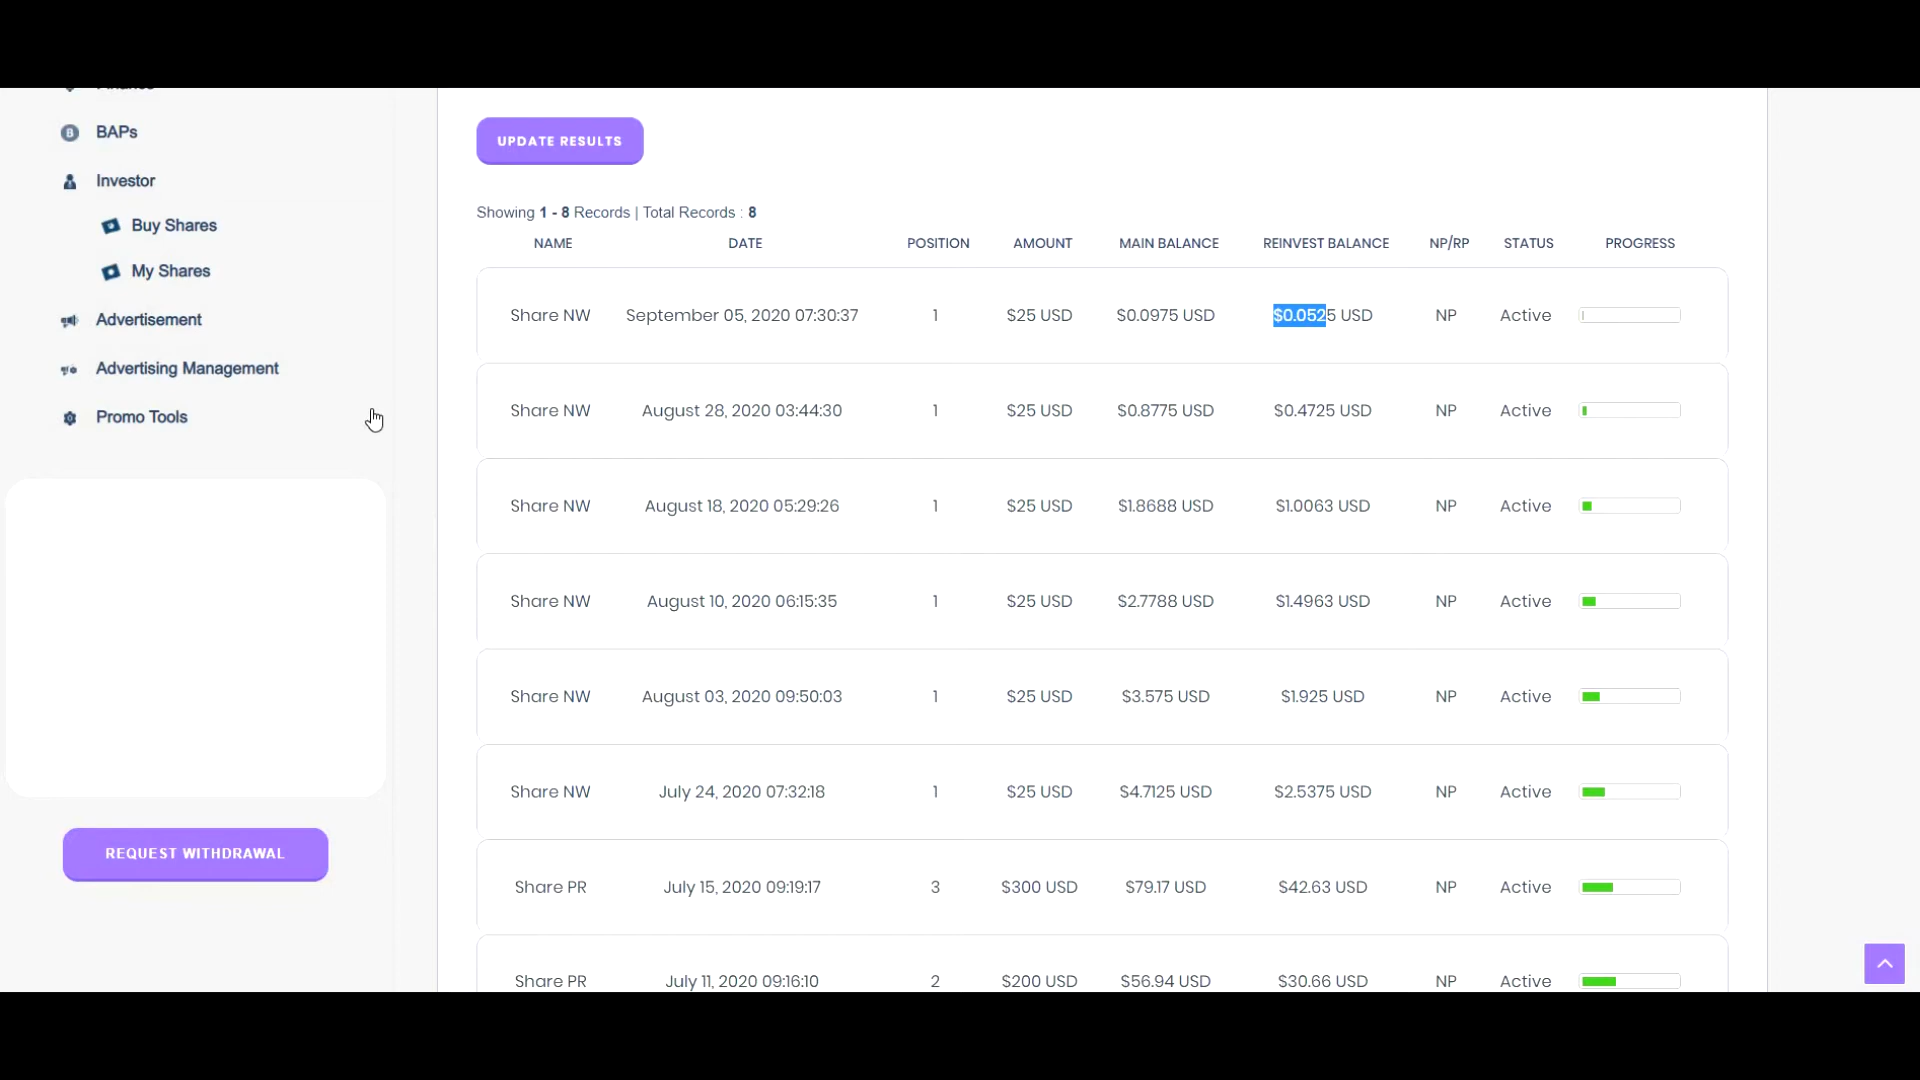 BAPs
Investor
Buy Shares
My Shares
Advertisement
Advertising Management
Promo Tools
REQUEST WITHDRAWAL
UPDATE RESULTS
Showing 1 - 8 Records | Total Records : 8
NAME DATE POSITION AMOUNT MAIN BALANCE REINVEST BALANCE NP/RP STATUS PROGRESS
Share NW September 05, 2020 07:30:37 1 $25 USD $0.0975 USD $0.0525 USD NP Active
Share NW August 28, 2020 03:44:30 1 $25 USD $0.8775 USD $0.4725 USD NP Active
Share NW August 18, 2020 05:29:26 1 $25 USD $1.8688 USD $1.0063 USD NP Active
Share NW August 10, 2020 06:15:35 1 $25 USD $2.7788 USD $1.4963 USD NP Active
Share NW August 03, 2020 09:50:03 1 $25 USD $3.575 USD $1.925 USD NP Active
Share NW July 24, 2020 07:32:18 1 $25 USD $4.7125 USD $2.5375 USD NP Active
Share PR July 15, 2020 09:19:17 3 $300 USD $79.17 USD $42.63 USD NP Active
Share PR July 11, 2020 09:16:10 2 $200 USD $56.94 USD $30.66 USD NP Active